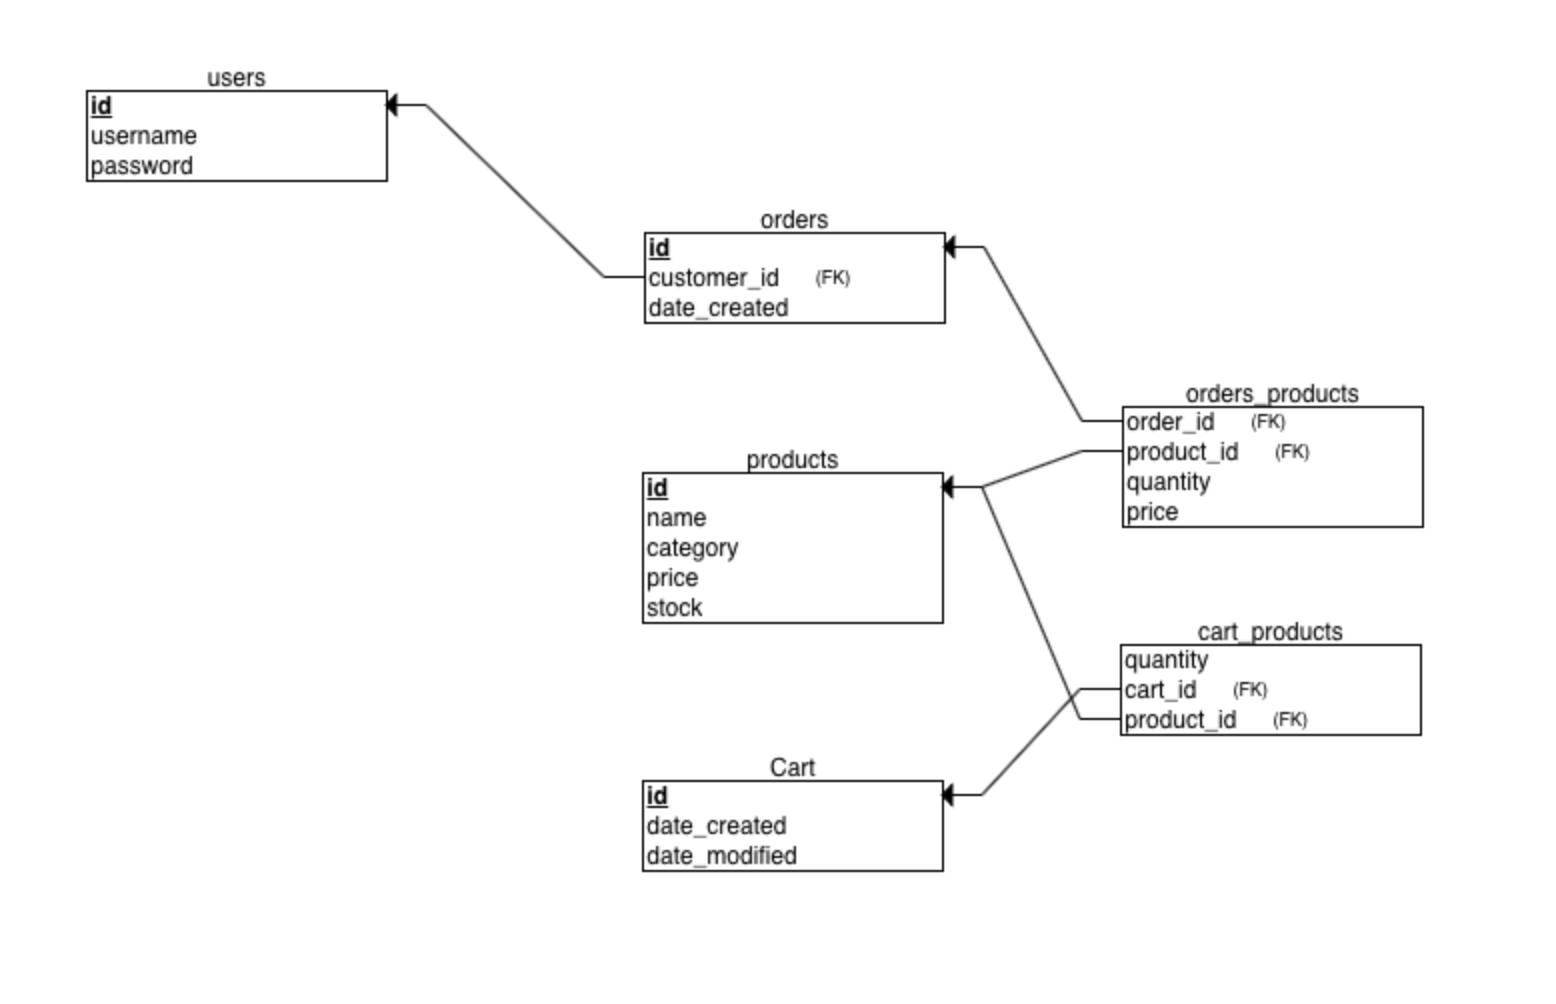 users
id
username
password
orders
id
customer_id (FK)
date_created
orders_products
order_id (FK)
product_id (FK)
quantity
price
products
id
name
category
price
stock
cart_products
quantity
cart_id (FK)
product_id (FK)
Cart
id
date_created
date_modified